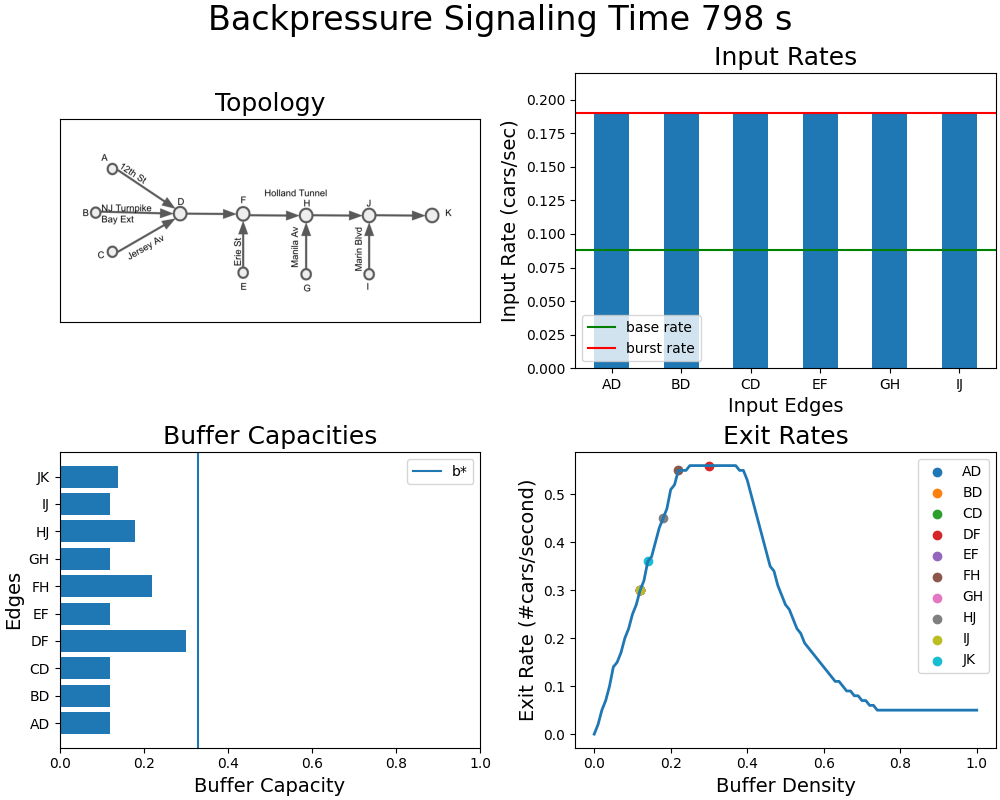 Backpressure Signaling Time 798 s
Topology
A
12th St
B
NJ Turnpike
Bay Ext
C
Jersey Av
D
F
Holland Tunnel
H
J
K
Erie St
Manila Av
Marin Blvd
E
G
I
Input Rates
Input Rate (cars/sec)
0.200
0.175
0.150
0.125
0.100
0.075
0.050
0.025
0.000
base rate
burst rate
AD BD CD EF GH IJ
Input Edges
Buffer Capacities
Edges
JK
IJ
HJ
GH
FH
EF
DF
CD
BD
AD
b*
0.0 0.2 0.4 0.6 0.8 1.0
Buffer Capacity
Exit Rates
Exit Rate (#cars/second)
0.5
0.4
0.3
0.2
0.1
0.0
AD
BD
CD
DF
EF
FH
GH
HJ
IJ
JK
0.0 0.2 0.4 0.6 0.8 1.0
Buffer Density